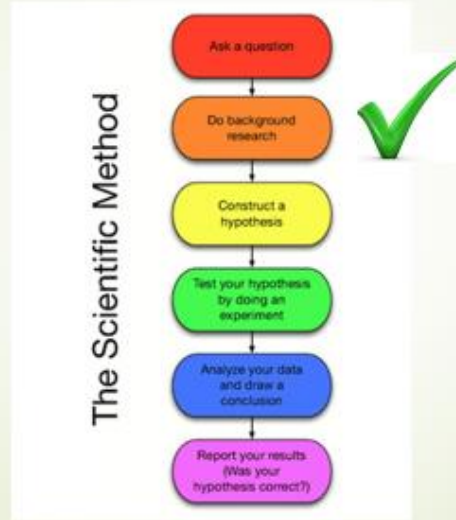 The Scientific Method
Ask a question
Do background
research
Construct a
hypothesis
Test your hypothesis
by doing an
experiment
Analyze your data
and draw a
conclusion
Report your results
(Was your
hypothesis correct?)